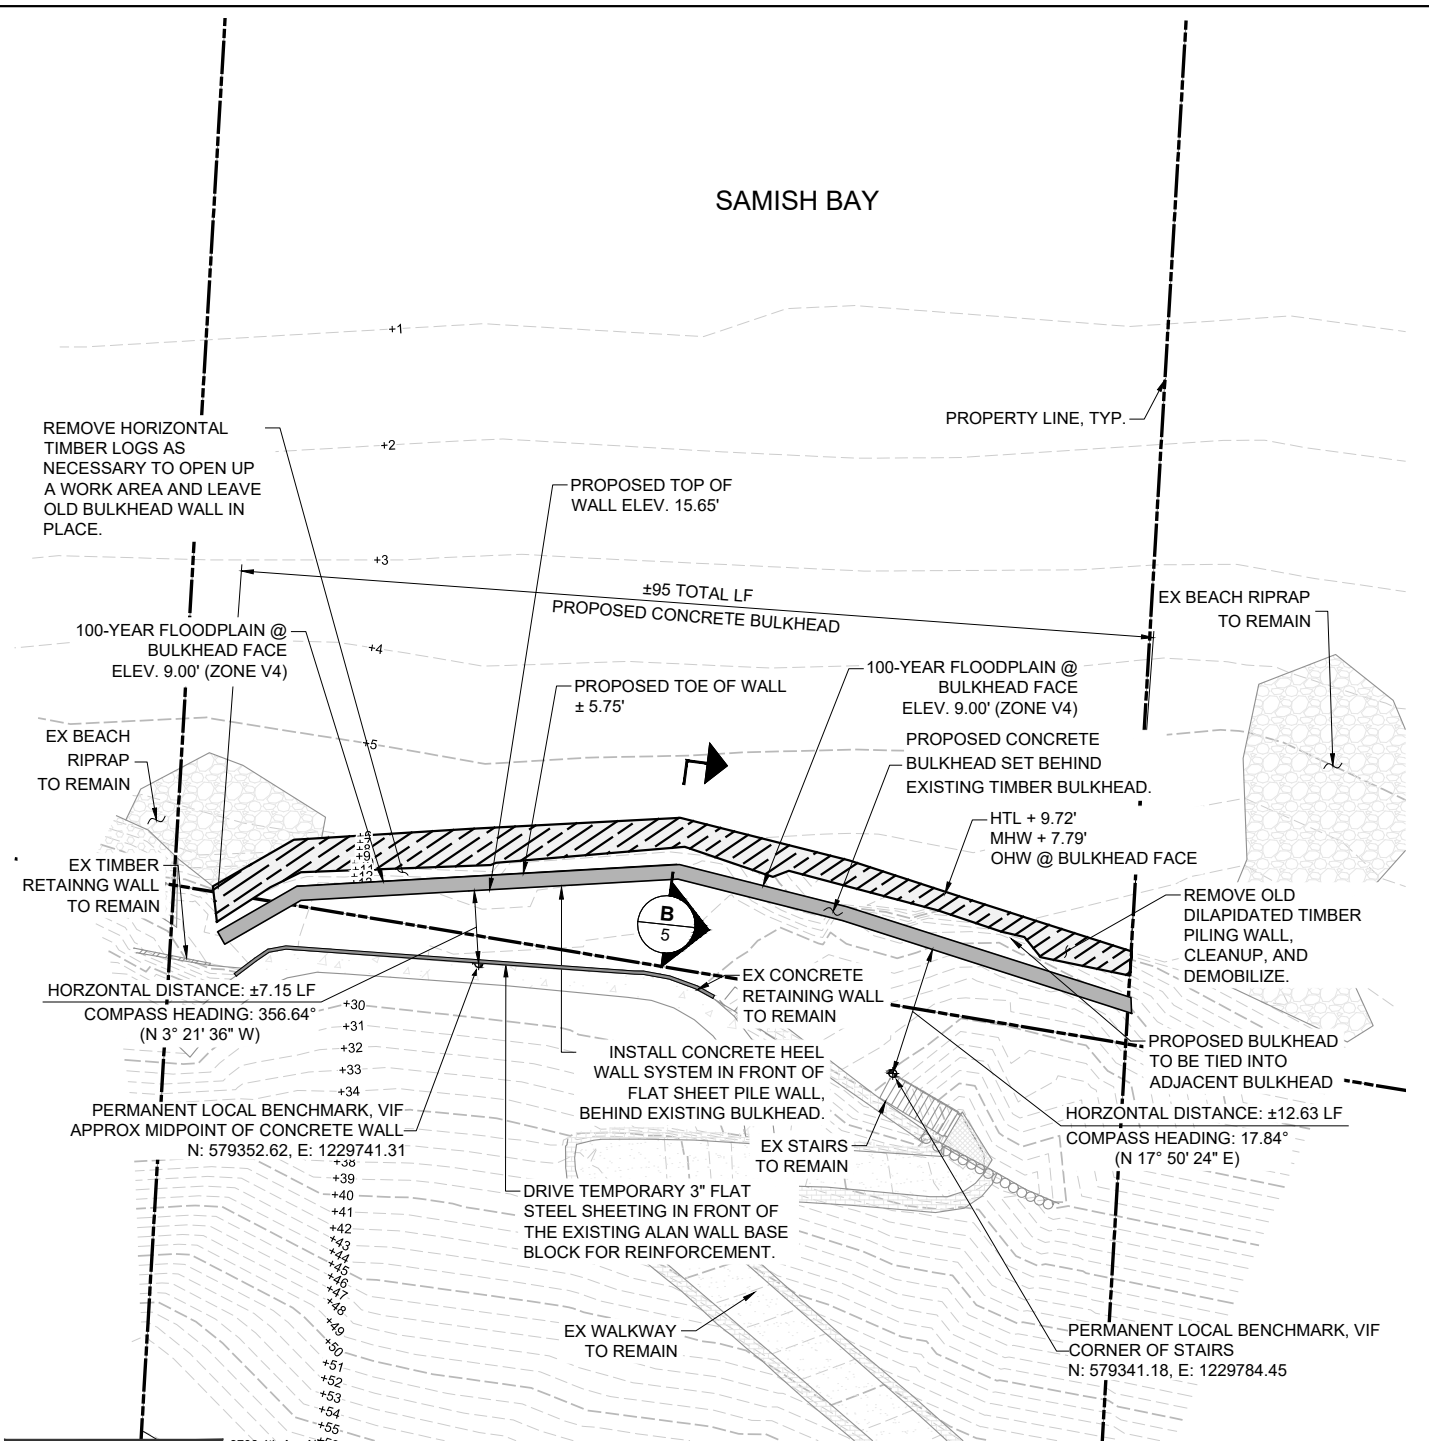 SAMISH BAY
+1
PROPERTY LINE, TYP.
REMOVE HORIZONTAL
TIMBER LOGS AS
NECESSARY TO OPEN UP
A WORK AREA AND LEAVE
OLD BULKHEAD WALL IN
PLACE.
+2
PROPOSED TOP OF
WALL ELEV. 15.65'
+3
±95 TOTAL LF
PROPOSED CONCRETE BULKHEAD
EX BEACH RIPRAP
TO REMAIN
100-YEAR FLOODPLAIN @
BULKHEAD FACE
ELEV. 9.00' (ZONE V4)
+4
PROPOSED TOE OF WALL
± 5.75'
100-YEAR FLOODPLAIN @
BULKHEAD FACE
ELEV. 9.00' (ZONE V4)
EX BEACH
RIPRAP
TO REMAIN
+5
PROPOSED CONCRETE
BULKHEAD SET BEHIND
EXISTING TIMBER BULKHEAD.
HTL + 9.72'
MHW + 7.79'
OHW @ BULKHEAD FACE
+9
EX TIMBER
RETAINNG WALL
TO REMAIN
REMOVE OLD
DILAPIDATED TIMBER
PILING WALL,
CLEANUP, AND
DEMOBILIZE.
B
5
EX CONCRETE
RETAINING WALL
TO REMAIN
HORZONTAL DISTANCE: ±7.15 LF
COMPASS HEADING: 356.64°
(N 3° 21' 36" W)
+30
+31
+32
+33
+34
INSTALL CONCRETE HEEL
WALL SYSTEM IN FRONT OF
FLAT SHEET PILE WALL,
BEHIND EXISTING BULKHEAD.
PROPOSED BULKHEAD
TO BE TIED INTO
ADJACENT BULKHEAD
PERMANENT LOCAL BENCHMARK, VIF
APPROX MIDPOINT OF CONCRETE WALL
N: 579352.62, E: 1229741.31
HORZONTAL DISTANCE: ±12.63 LF
COMPASS HEADING: 17.84°
(N 17° 50' 24" E)
EX STAIRS
TO REMAIN
+38
+39
+40
+41
+42
+43
+44
+45
+46
+47
+48
+49
+50
+51
+52
+53
+54
+55
DRIVE TEMPORARY 3" FLAT
STEEL SHEETING IN FRONT OF
THE EXISTING ALAN WALL BASE
BLOCK FOR REINFORCEMENT.
EX WALKWAY
TO REMAIN
PERMANENT LOCAL BENCHMARK, VIF
CORNER OF STAIRS
N: 579341.18, E: 1229784.45